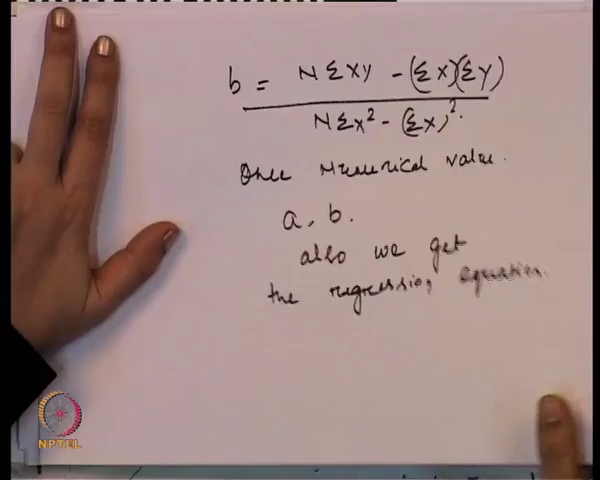 b = NΣXY - (ΣX)(ΣY)
NΣX² - (ΣX)².
Once Numerical value.
a, b.
also we get
the regression equation.
NPTEL